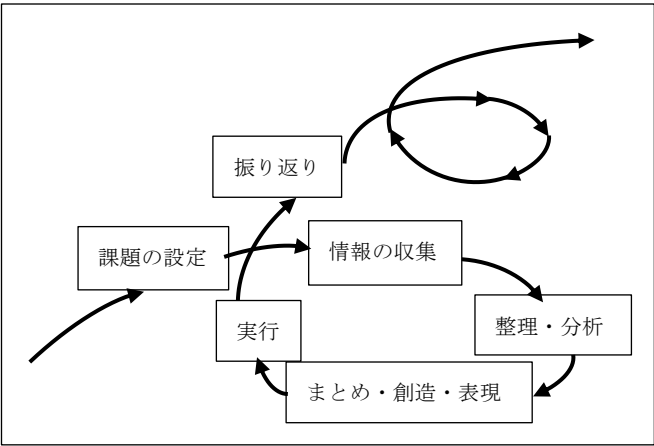 振り返り
課題の設定
情報の収集
実行
整理・分析
まとめ・創造・表現